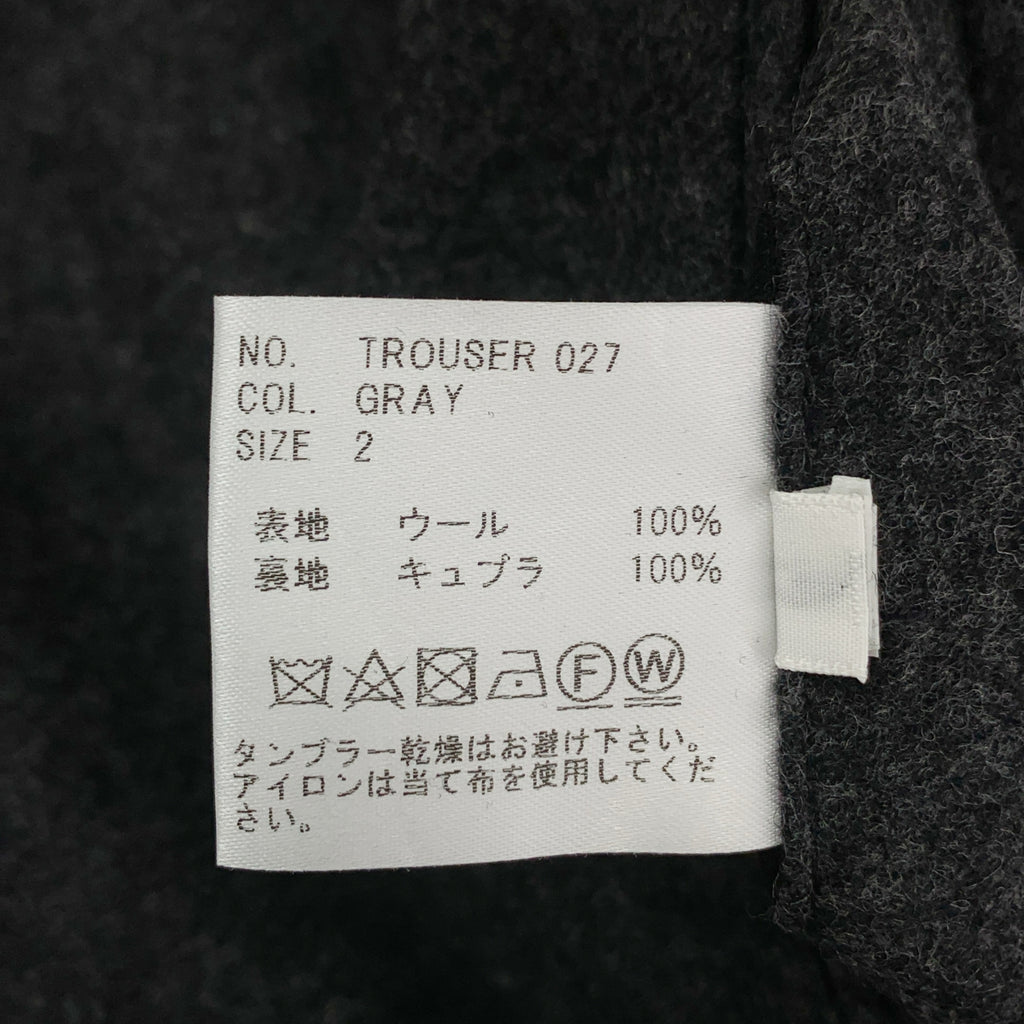 NO. TROUSER 027
COL. GRAY
SIZE 2
表地 ウール 100%
裏地 キュプラ 100%
F W
タンブラー乾燥はお避け下さい。
アイロンは当て布を使用してくだ
さい。